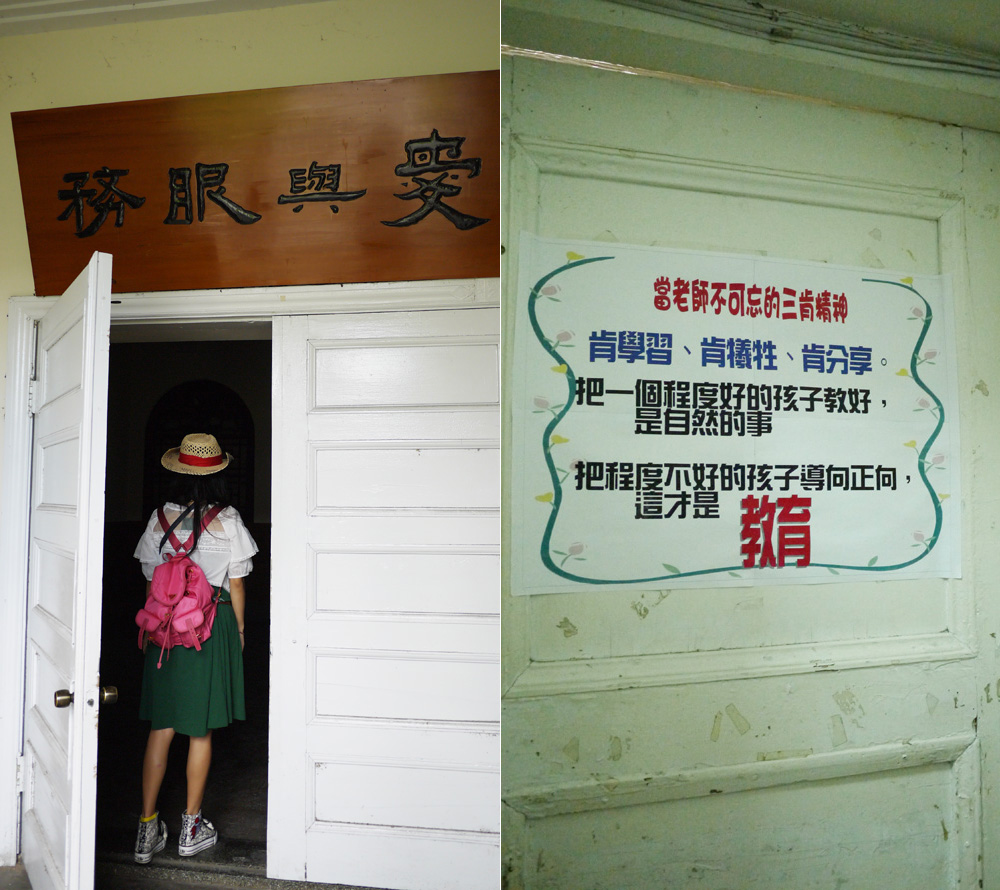 愛與服務
當老師不可忘的三肯精神
肯學習、肯犧牲、肯分享。
把一個程度好的孩子教好，
是自然的事
把程度不好的孩子導向正向，
這才是 教育